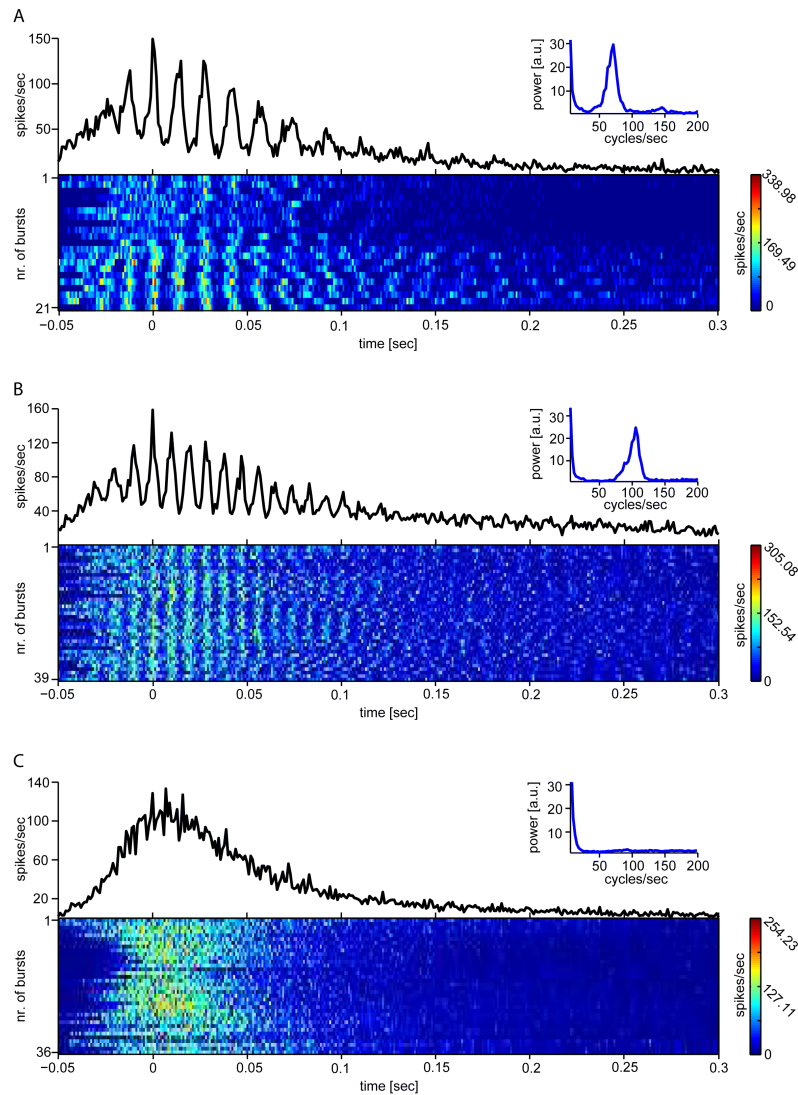 A
150
100
50
spikes/sec
30
20
10
power [a.u.]
50 100 150 200
cycles/sec
1
21
nr. of bursts
338.98
169.49
0
spikes/sec
−0.05 0 0.05 0.1 0.15 0.2 0.25 0.3
time [sec]
B
160
120
80
40
spikes/sec
30
20
10
power [a.u.]
50 100 150 200
cycles/sec
1
39
nr. of bursts
305.08
152.54
0
spikes/sec
−0.05 0 0.05 0.1 0.15 0.2 0.25 0.3
time [sec]
C
140
100
60
20
spikes/sec
30
20
10
power [a.u.]
50 100 150 200
cycles/sec
1
36
nr. of bursts
254.23
127.11
0
spikes/sec
−0.05 0 0.05 0.1 0.15 0.2 0.25 0.3
time [sec]